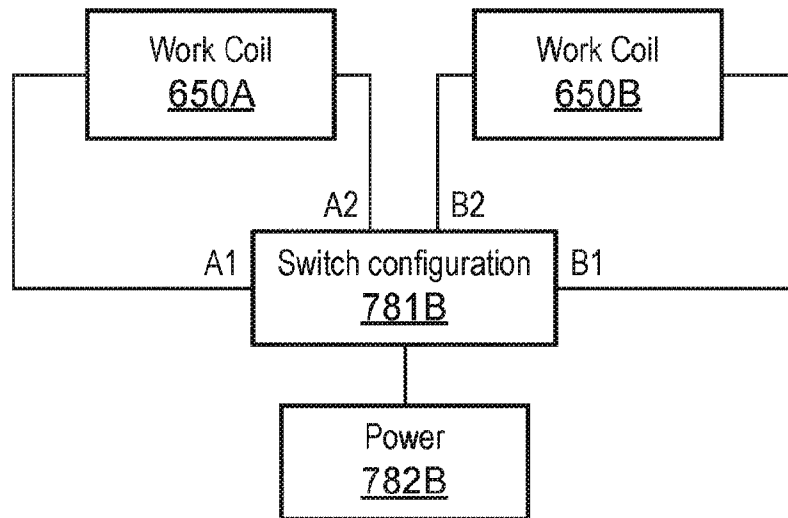 Work Coil
650A
Work Coil
650B
A2
B2
A1
Switch configuration
781B
B1
Power
782B